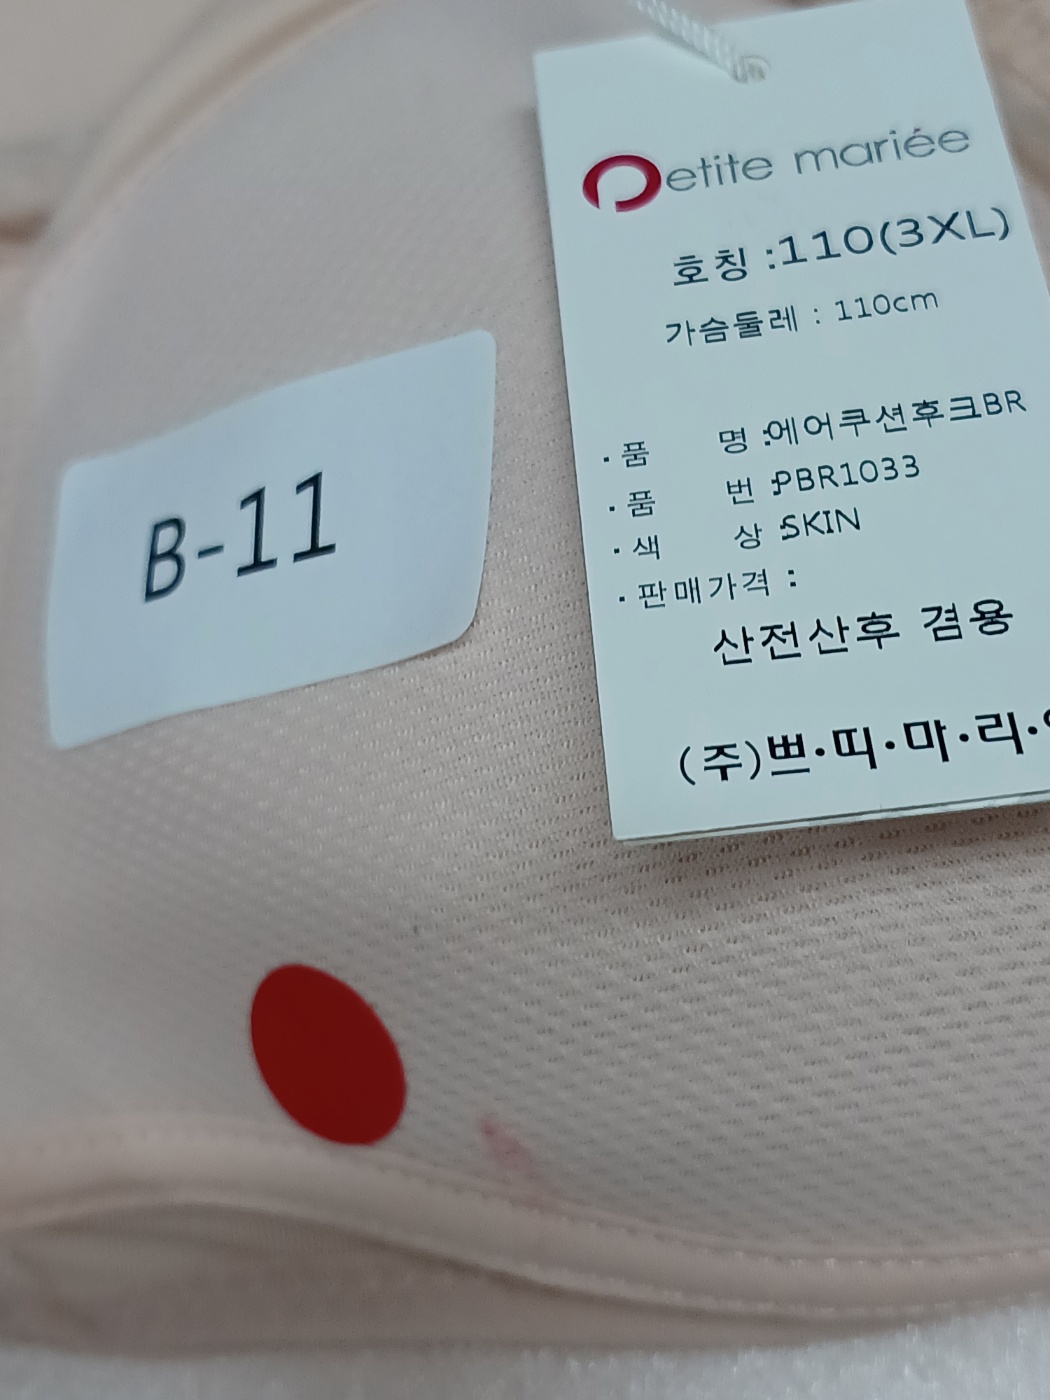 Petite mariée
호칭 :110(3XL)
가슴둘레 : 110cm
·품 명 :에어쿠션후크BR
·품 번 :PBR1033
·색 상 :SKIN
·판매가격 :
산전산후 겸용
(주)쁘·띠·마·리·
B-11